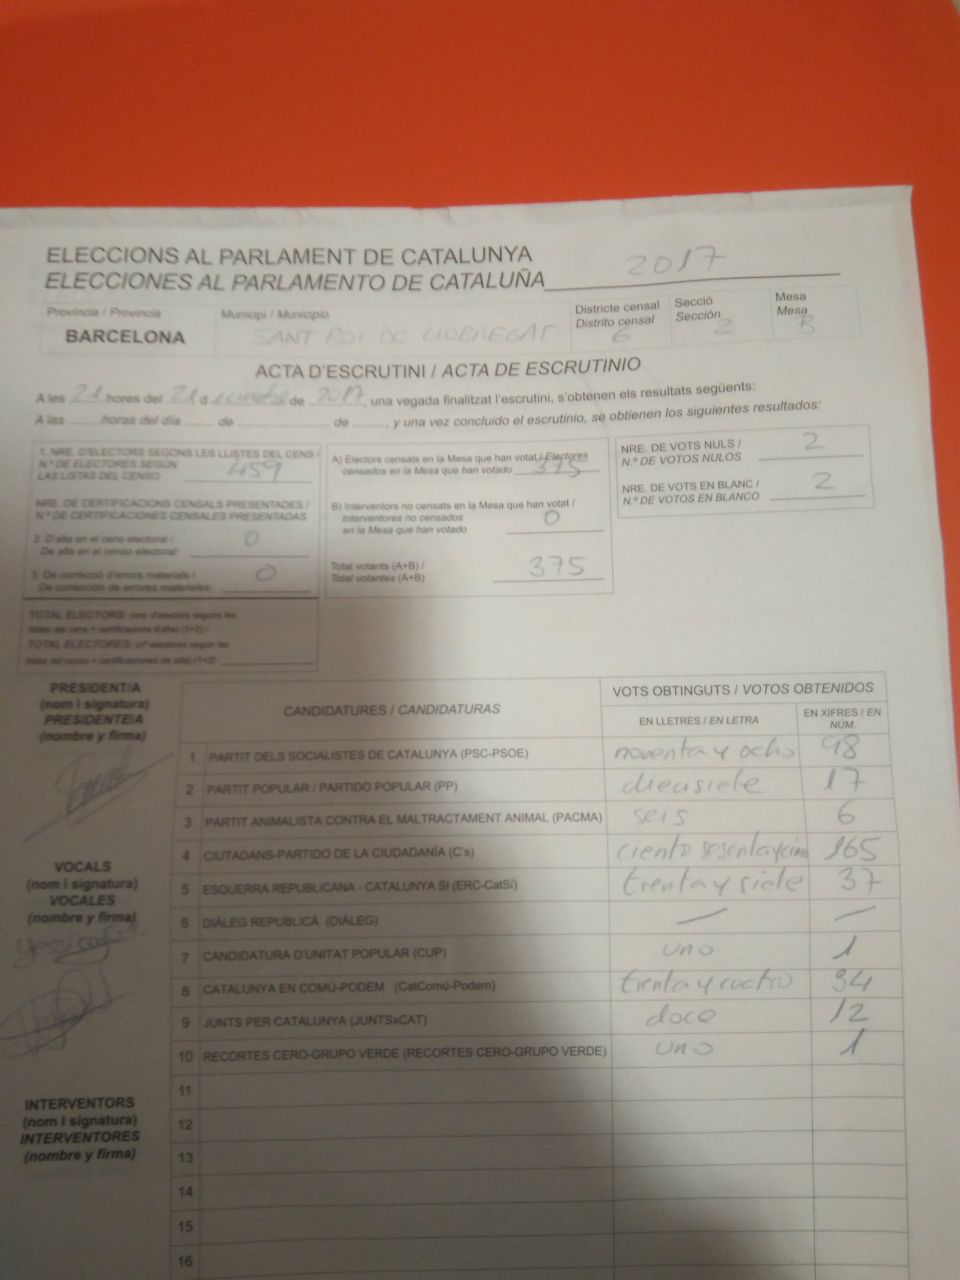 ELECCIONS AL PARLAMENT DE CATALUNYA
ELECCIONES AL PARLAMENTO DE CATALUÑA 2017
Província / Provincia
BARCELONA
Municipi / Municipio
SANT BOI DE LLOBREGAT
Districte censal
Distrito censal
6
Secció
Sección
2
Mesa
Mesa
B
ACTA D'ESCRUTINI / ACTA DE ESCRUTINIO
A les 21 hores del 21 d de 2017, una vegada finalitzat l'escrutini, s'obtenen els resultats següents:
A las ...... horas del día ...... de ............ de ........, y una vez concluido el escrutinio, se obtienen los siguientes resultados:
1. NRE. D'ELECTORS SEGONS LES LLISTES DEL CENS /
N.º DE ELECTORES SEGÚN
LAS LISTAS DEL CENSO 459
NRE. DE CERTIFICACIONS CENSALS PRESENTADES /
N.º DE CERTIFICACIONES CENSALES PRESENTADAS
2. D'alta en el cens electoral /
De alta en el censo electoral: 0
3. De correcció d'errors materials /
De corrección de errores materiales: 0
TOTAL ELECTORS: nre. d'electors segons les
llistes del cens + certificacions d'altas (1+2) /
TOTAL ELECTORES: nº electores según las
listas del censo + certificaciones de alta (1+2)
A) Electors censats en la Mesa que han votat / Electores
censados en la Mesa que han votado 375
B) Interventors no censats en la Mesa que han votat /
Interventores no censados
en la Mesa que han votado 0
Total votants (A+B) /
Total votantes (A+B) 375
NRE. DE VOTS NULS /
N.º DE VOTOS NULOS 2
NRE. DE VOTS EN BLANC /
N.º DE VOTOS EN BLANCO 2
PRESIDENT/A
(nom i signatura)
PRESIDENTE/A
(nombre y firma)
VOCALS
(nom i signatura)
VOCALES
(nombre y firma)
INTERVENTORS
(nom i signatura)
INTERVENTORES
(nombre y firma)
CANDIDATURES / CANDIDATURAS
VOTS OBTINGUTS / VOTOS OBTENIDOS
EN LLETRES / EN LETRA
EN XIFRES / EN
NÚM.
1 PARTIT DELS SOCIALISTES DE CATALUNYA (PSC-PSOE) noventa y ocho 98
2 PARTIT POPULAR / PARTIDO POPULAR (PP) diecisiete 17
3 PARTIT ANIMALISTA CONTRA EL MALTRACTAMENT ANIMAL (PACMA) seis 6
4 CIUTADANS-PARTIDO DE LA CIUDADANÍA (C's) ciento sesenta y cinco 165
5 ESQUERRA REPUBLICANA - CATALUNYA SÍ (ERC-CatSí) trenta y siete 37
6 DIÀLEG REPUBLICÀ (DIÀLEG) — —
7 CANDIDATURA D'UNITAT POPULAR (CUP) uno 1
8 CATALUNYA EN COMÚ-PODEM (CatComú-Podem) trenta y cuatro 34
9 JUNTS PER CATALUNYA (JUNTSxCAT) doce 12
10 RECORTES CERO-GRUPO VERDE (RECORTES CERO-GRUPO VERDE) uno 1
11
12
13
14
15
16